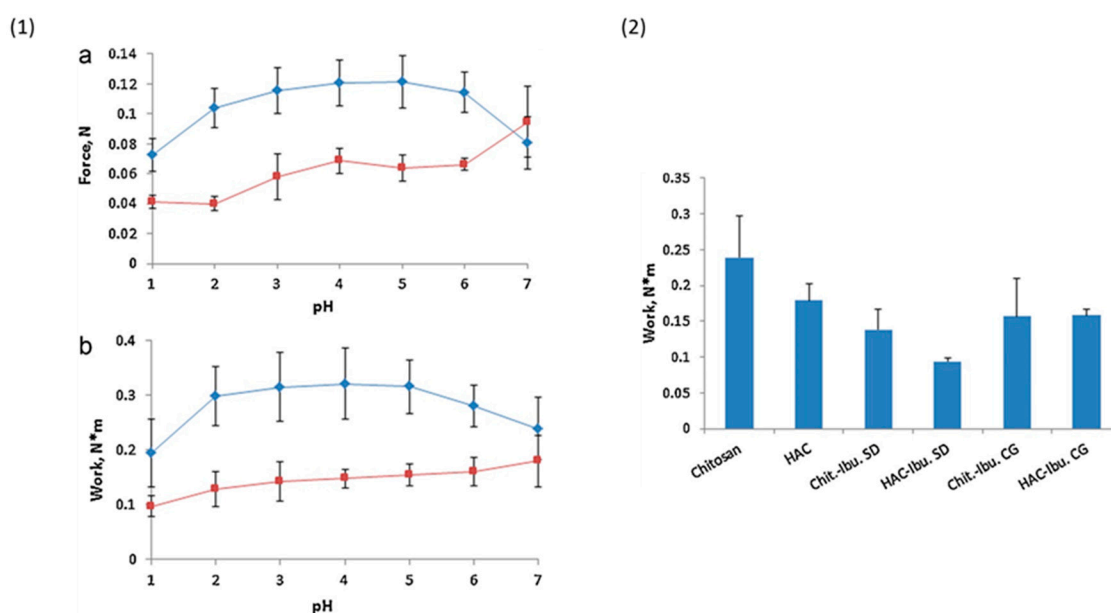 (1)
a
0.14
0.12
0.1
0.08
0.06
0.04
0.02
0
Force, N
1 2 3 4 5 6 7
pH
b
0.4
0.3
0.2
0.1
0
Work, N*m
1 2 3 4 5 6 7
pH
(2)
0.35
0.3
0.25
0.2
0.15
0.1
0.05
0
Work, N*m
Chitosan
HAC
Chit.-Ibu. SD
HAC-Ibu. SD
Chit.-Ibu. CG
HAC-Ibu. CG